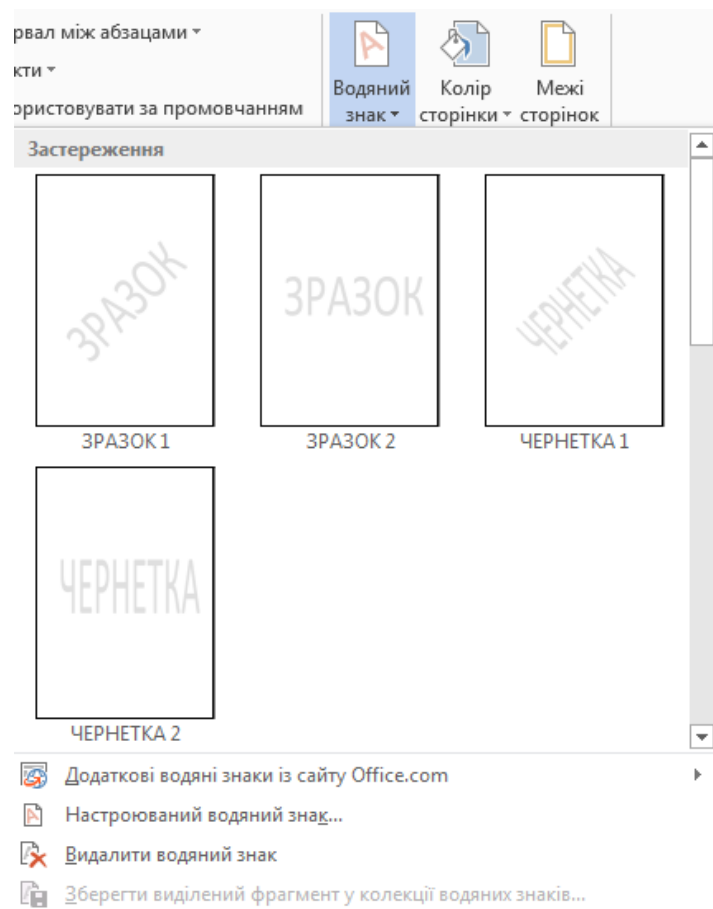 рвал між абзацами
кти
ористовувати за промовчанням
Водяний знак
Колір сторінки
Межі сторінок
Застереження
ЗРАЗОК
ЗРАЗОК
ЧЕРНЕТКА
ЗРАЗОК 1
ЗРАЗОК 2
ЧЕРНЕТКА 1
ЧЕРНЕТКА
ЧЕРНЕТКА 2
Додаткові водяні знаки із сайту Office.com
Настроюваний водяний знак...
Видалити водяний знак
Зберегти виділений фрагмент у колекції водяних знаків...